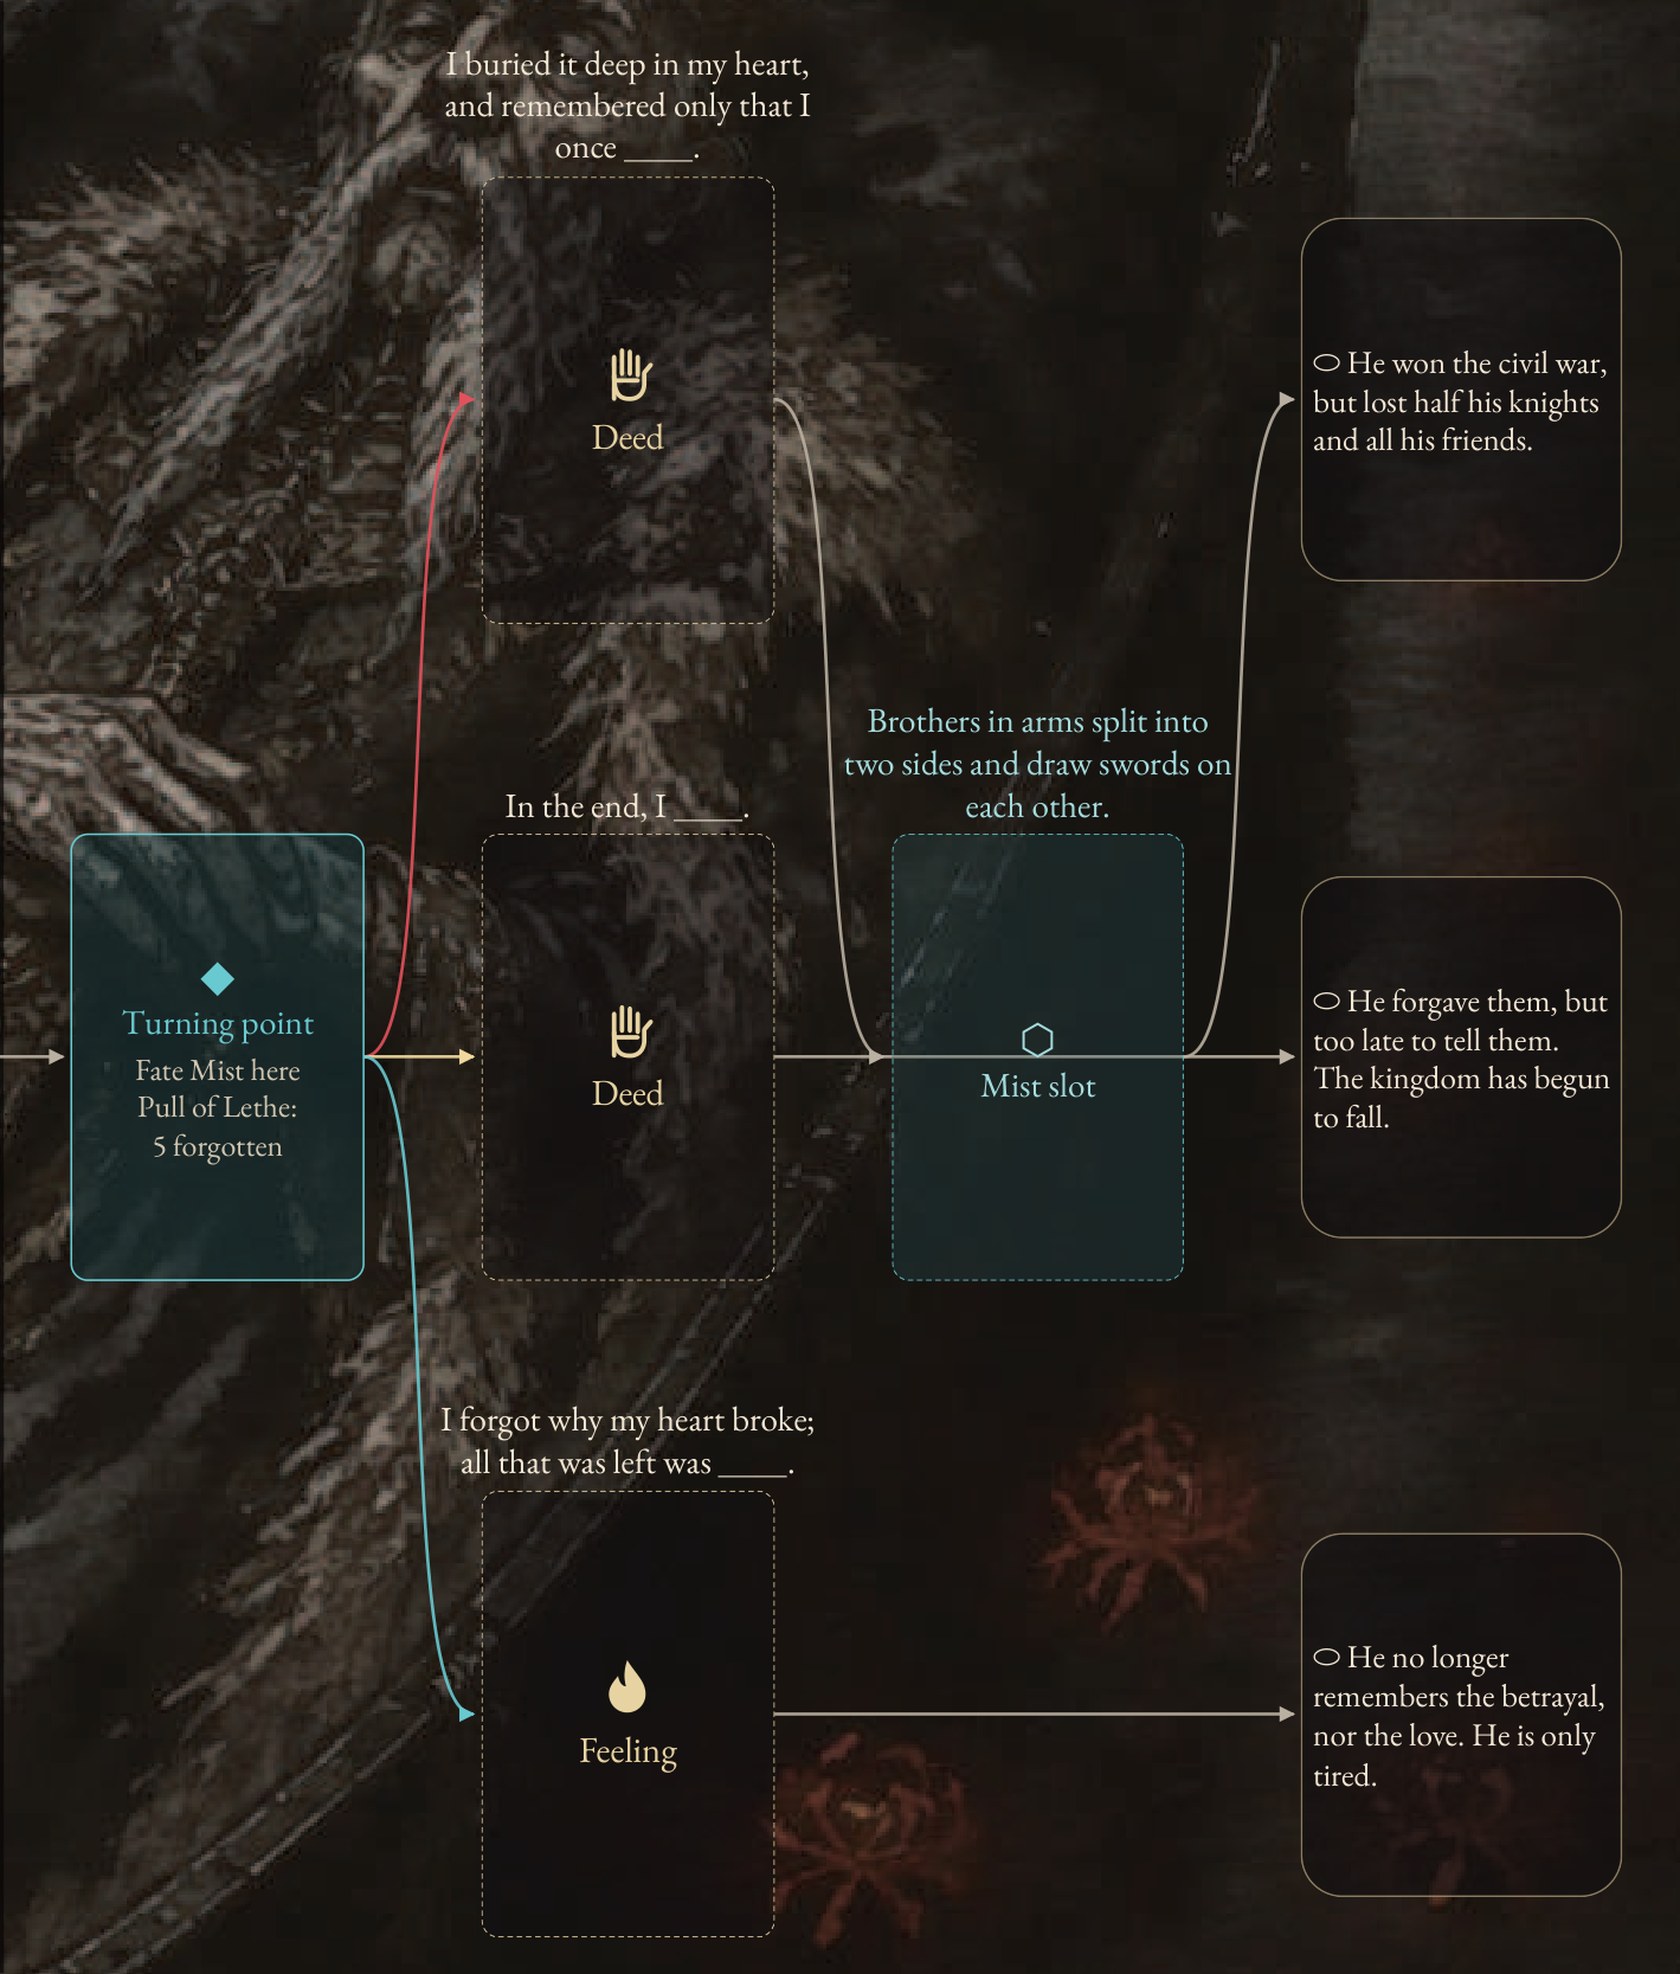 I buried it deep in my heart,
and remembered only that I
once _____.
Deed
He won the civil war,
but lost half his knights
and all his friends.
Brothers in arms split into
two sides and draw swords on
each other.
In the end, I _____.
Turning point
Fate Mist here
Pull of Lethe:
5 forgotten
Deed
Mist slot
He forgave them, but
too late to tell them.
The kingdom has begun
to fall.
I forgot why my heart broke;
all that was left was _____.
Feeling
He no longer
remembers the betrayal,
nor the love. He is only
tired.